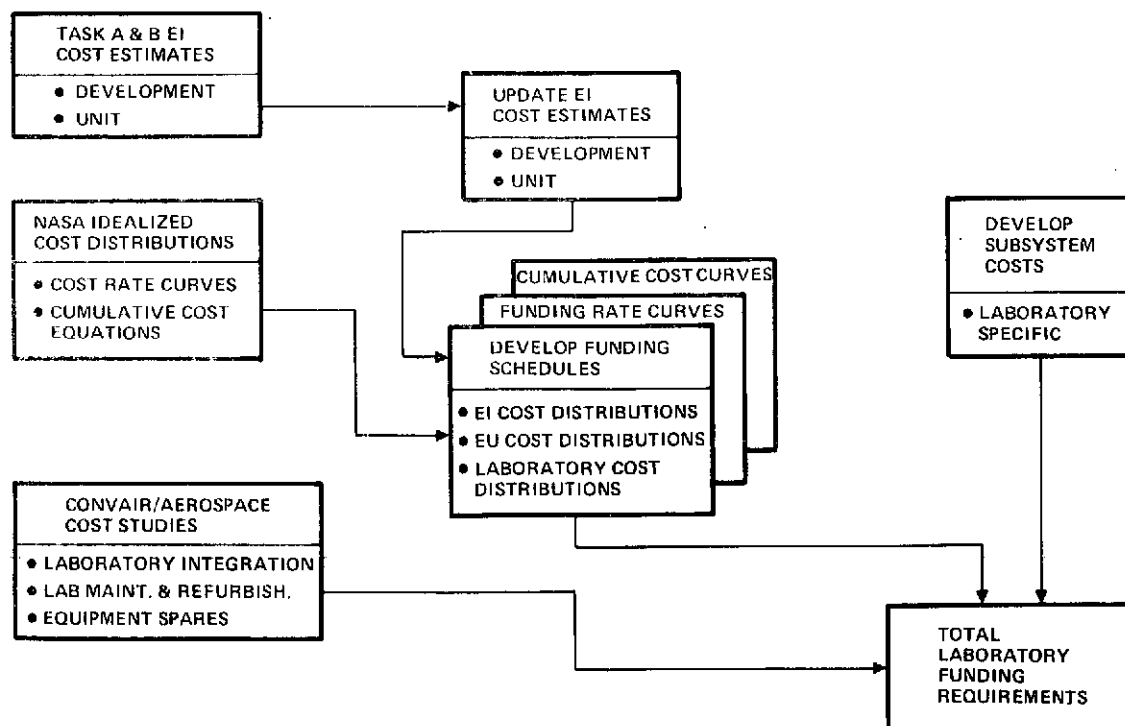 TASK A & B EI
COST ESTIMATES
• DEVELOPMENT
• UNIT
UPDATE EI
COST ESTIMATES
• DEVELOPMENT
• UNIT
NASA IDEALIZED
COST DISTRIBUTIONS
• COST RATE CURVES
• CUMULATIVE COST
EQUATIONS
CUMULATIVE COST CURVES
FUNDING RATE CURVES
DEVELOP FUNDING
SCHEDULES
• EI COST DISTRIBUTIONS
• EU COST DISTRIBUTIONS
• LABORATORY COST
DISTRIBUTIONS
DEVELOP
SUBSYSTEM
COSTS
• LABORATORY
SPECIFIC
CONVAIR/AEROSPACE
COST STUDIES
• LABORATORY INTEGRATION
• LAB MAINT. & REFURBISH.
• EQUIPMENT SPARES
TOTAL
LABORATORY
FUNDING
REQUIREMENTS